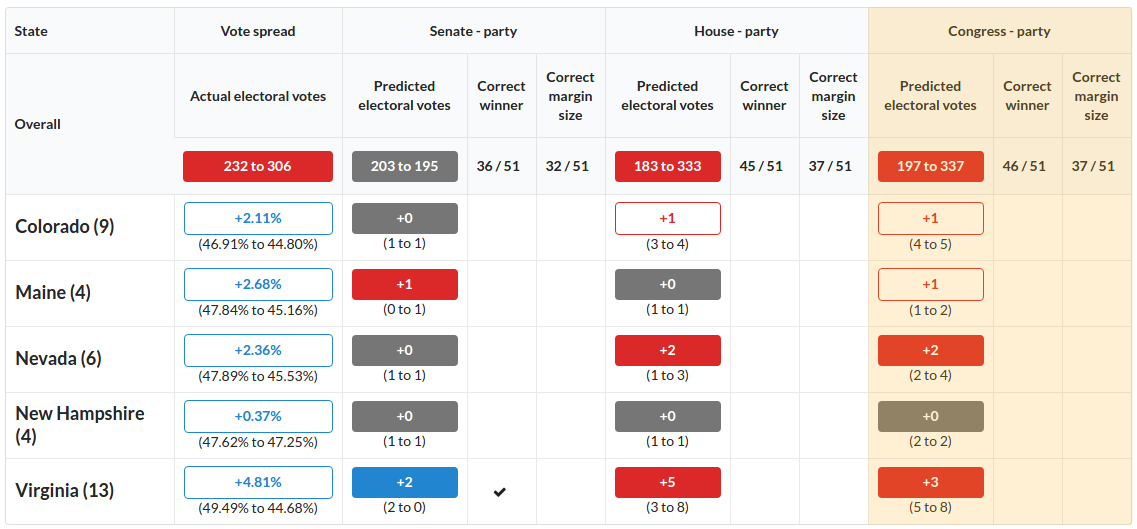 State Vote spread Senate - party House - party Congress - party
Overall
Actual electoral votes
Predicted electoral votes
Correct winner
Correct margin size
Predicted electoral votes
Correct winner
Correct margin size
Predicted electoral votes
Correct winner
Correct margin size
232 to 306 203 to 195 36 / 51 32 / 51 183 to 333 45 / 51 37 / 51 197 to 337 46 / 51 37 / 51
Colorado (9)
+2.11% +0 +1 +1
(46.91% to 44.80%) (1 to 1) (3 to 4) (4 to 5)
Maine (4)
+2.68% +1 +0 +1
(47.84% to 45.16%) (0 to 1) (1 to 1) (1 to 2)
Nevada (6)
+2.36% +0 +2 +2
(47.89% to 45.53%) (1 to 1) (1 to 3) (2 to 4)
New Hampshire
(4)
+0.37% +0 +0 +0
(47.62% to 47.25%) (1 to 1) (1 to 1) (2 to 2)
Virginia (13)
+4.81% +2 ✔ +5 +3
(49.49% to 44.68%) (2 to 0) (3 to 8) (5 to 8)